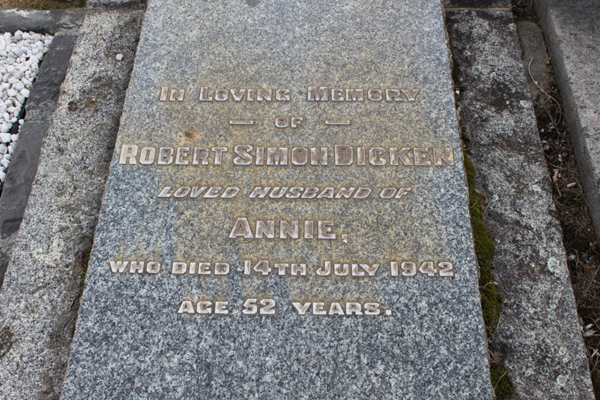 IN LOVING MEMORY
— OF —
ROBERT SIMON DICKEN
LOVED HUSBAND OF
ANNIE,
WHO DIED 14TH JULY 1942
AGE 52 YEARS.